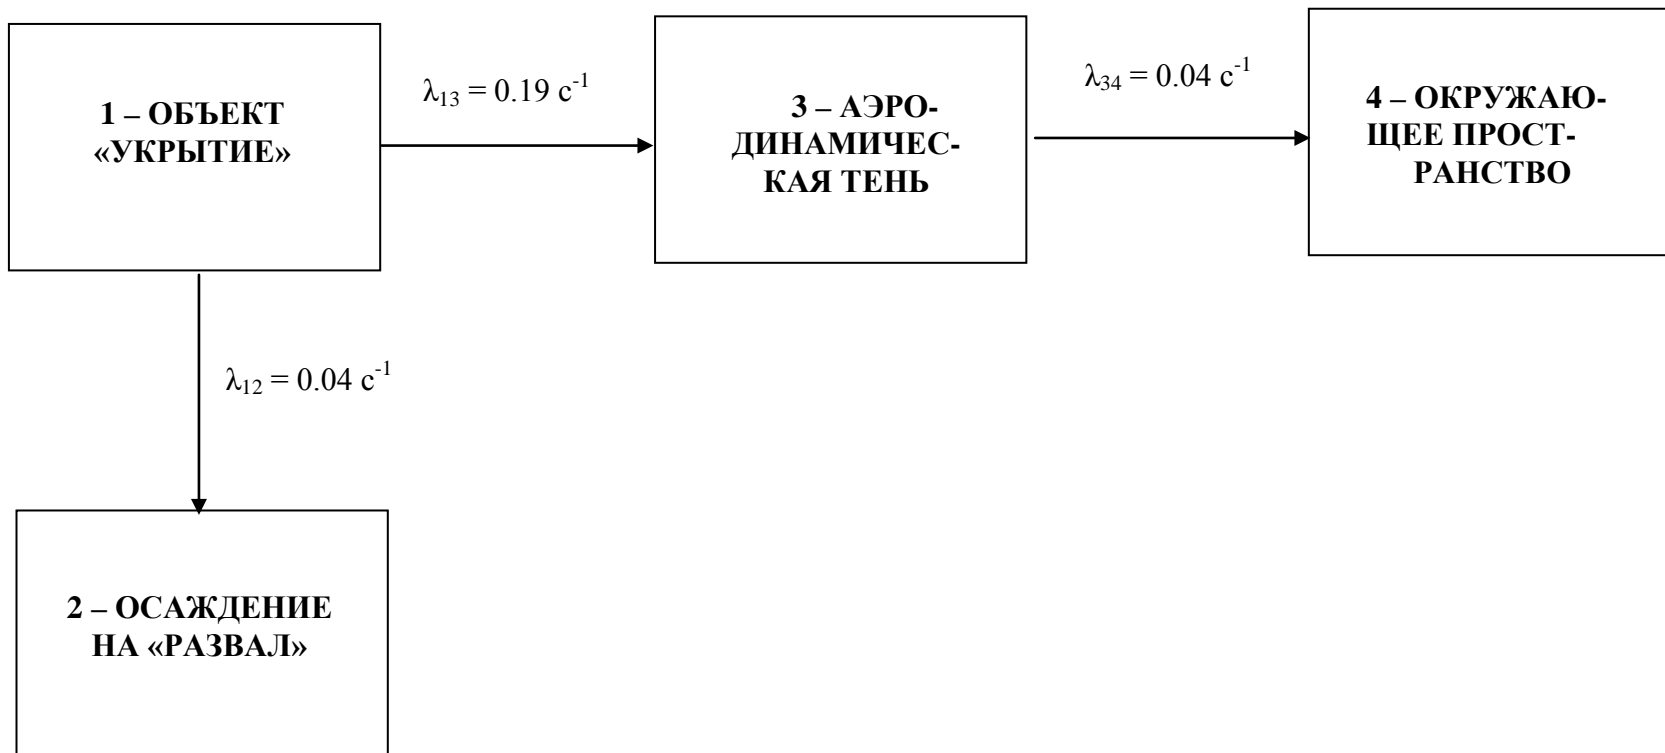 1 – ОБЪЕКТ
«УКРЫТИЕ»
λ13 = 0.19 с-1
3 – АЭРО-
ДИНАМИЧЕС-
КАЯ ТЕНЬ
λ34 = 0.04 с-1
4 – ОКРУЖАЮ-
ЩЕЕ ПРОСТ-
РАНСТВО
λ12 = 0.04 с-1
2 – ОСАЖДЕНИЕ
НА «РАЗВАЛ»